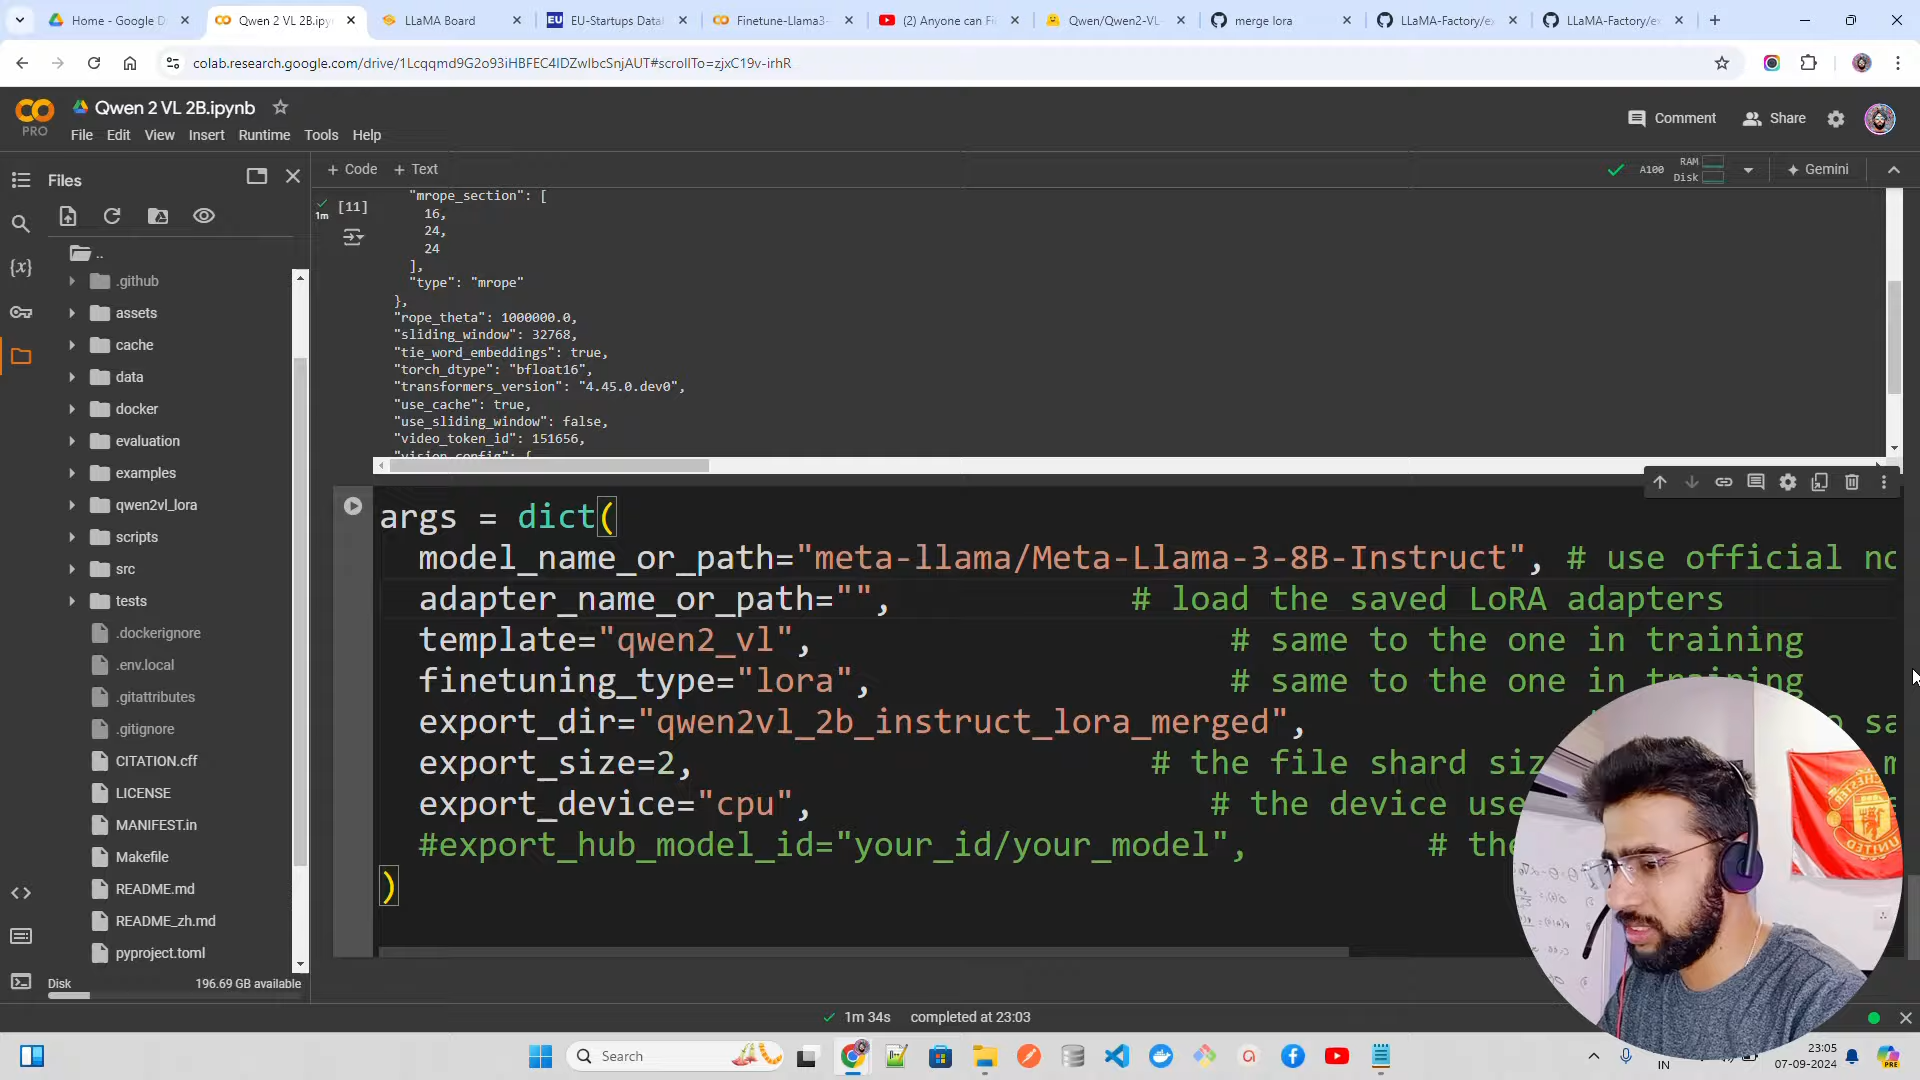 Home - Google D
Qwen 2 VL 2B.ipy
LLaMA Board
EU-Startups Data
Finetune-Llama3-
(2) Anyone can Fi
Qwen/Qwen2-VL-
merge lora
LLaMA-Factory/e
LLaMA-Factory/e
colab.research.google.com/drive/1Lcqqmd9G2o93iHBFEC4IDZwIbcSnjAUT#scrollTo=zjxC19v-irhR
PRO
Qwen 2 VL 2B.ipynb
File Edit View Insert Runtime Tools Help
Comment
Share
Files
+ Code + Text
A100
RAM
Disk
Gemini
..
.github
assets
cache
data
docker
evaluation
examples
qwen2vl_lora
scripts
src
tests
.dockerignore
.env.local
.gitattributes
.gitignore
CITATION.cff
LICENSE
MANIFEST.in
Makefile
README.md
README_zh.md
pyproject.toml
Disk 196.69 GB available
1m
[11]
"mrope_section": [
16,
24,
24
],
"type": "mrope"
},
"rope_theta": 1000000.0,
"sliding_window": 32768,
"tie_word_embeddings": true,
"torch_dtype": "bfloat16",
"transformers_version": "4.45.0.dev0",
"use_cache": true,
"use_sliding_window": false,
"video_token_id": 151656,
"vision_config": {
args = dict(
model_name_or_path="meta-llama/Meta-Llama-3-8B-Instruct", # use official no
adapter_name_or_path="", # load the saved LoRA adapters
template="qwen2_vl", # same to the one in training
finetuning_type="lora", # same to the one in training
export_dir="qwen2vl_2b_instruct_lora_merged", sa
export_size=2, # the file shard siz
export_device="cpu", # the device use
#export_hub_model_id="your_id/your_model", # the
)
MANCHESTER
UNITED
1m 34s completed at 23:03
Search
IN
23:05
07-09-2024
PRE